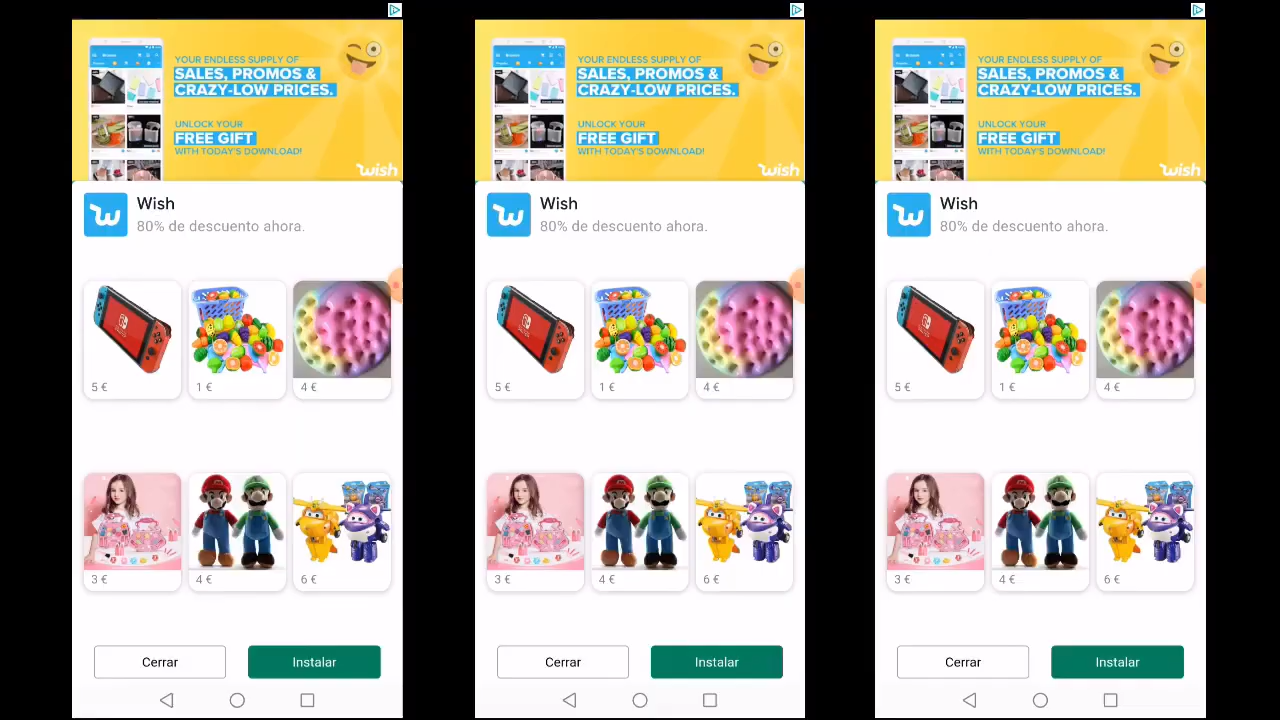 YOUR ENDLESS SUPPLY OF
SALES, PROMOS &
CRAZY-LOW PRICES.
UNLOCK YOUR
FREE GIFT
WITH TODAY'S DOWNLOAD!
wish
Wish
80% de descuento ahora.
5 €
1 €
4 €
3 €
4 €
6 €
Cerrar
Instalar
YOUR ENDLESS SUPPLY OF
SALES, PROMOS &
CRAZY-LOW PRICES.
UNLOCK YOUR
FREE GIFT
WITH TODAY'S DOWNLOAD!
wish
Wish
80% de descuento ahora.
5 €
1 €
4 €
3 €
4 €
6 €
Cerrar
Instalar
YOUR ENDLESS SUPPLY OF
SALES, PROMOS &
CRAZY-LOW PRICES.
UNLOCK YOUR
FREE GIFT
WITH TODAY'S DOWNLOAD!
wish
Wish
80% de descuento ahora.
5 €
1 €
4 €
3 €
4 €
6 €
Cerrar
Instalar